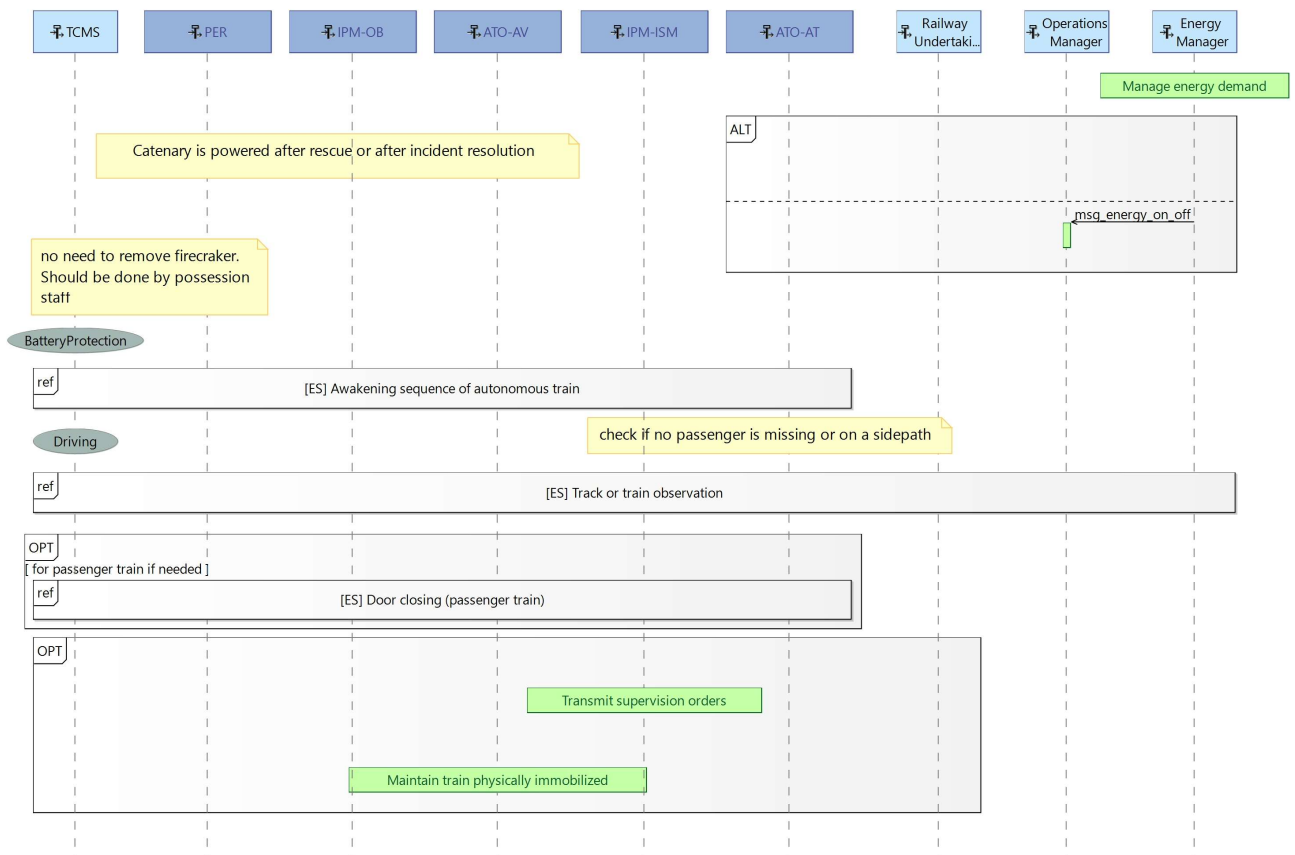 TCMS
PER
IPM-OB
ATO-AV
IPM-ISM
ATO-AT
Railway
Undertaki...
Operations
Manager
Energy
Manager
Manage energy demand
ALT
Catenary is powered after rescue or after incident resolution
msg_energy_on_off
no need to remove firecraker.
Should be done by possession
staff
BatteryProtection
ref
[ES] Awakening sequence of autonomous train
check if no passenger is missing or on a sidepath
Driving
ref
[ES] Track or train observation
OPT
[ for passenger train if needed ]
ref
[ES] Door closing (passenger train)
OPT
Transmit supervision orders
Maintain train physically immobilized